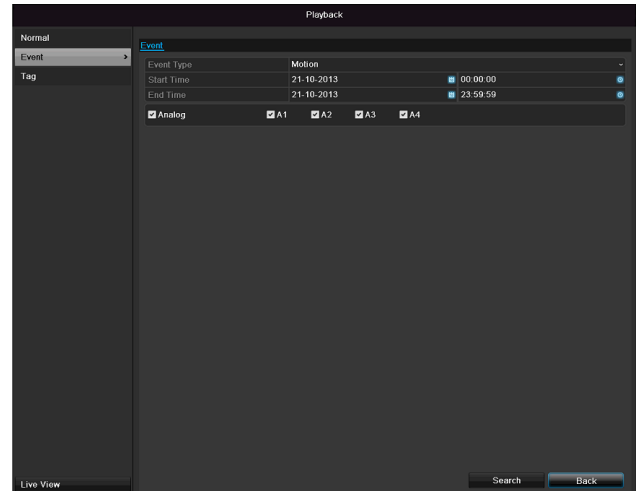 Playback
Normal
Event >
Tag
Event
Event Type Motion
Start Time 21-10-2013 00:00:00
End Time 21-10-2013 23:59:59
Analog A1 A2 A3 A4
Live View
Search Back